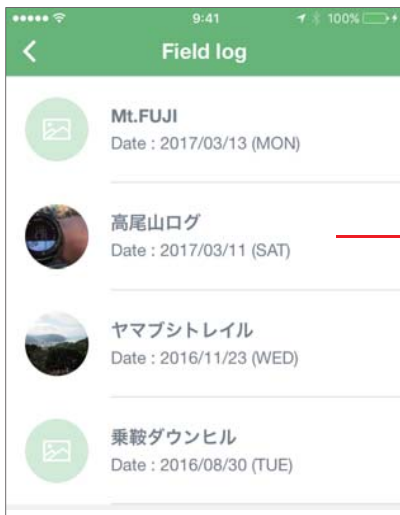 9:41
100%
Field log
Mt.FUJI
Date : 2017/03/13 (MON)
高尾山ログ
Date : 2017/03/11 (SAT)
ヤマブシトレイル
Date : 2016/11/23 (WED)
乗鞍ダウンヒル
Date : 2016/08/30 (TUE)